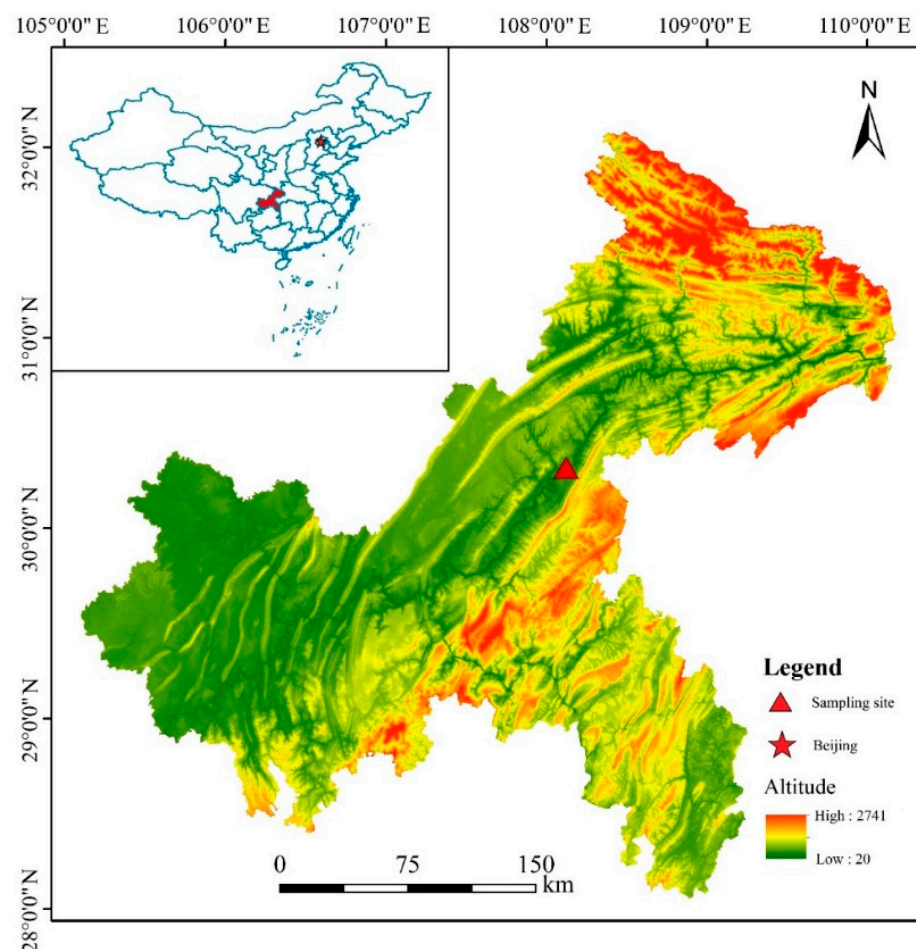 105°0'0" E 106°0'0" E 107°0'0" E 108°0'0" E 109°0'0" E 110°0'0" E
32°0'0" N
31°0'0" N
30°0'0" N
29°0'0" N
28°0'0" N
N
Legend
Sampling site
Beijing
Altitude
High : 2741
Low : 20
0 75 150
km